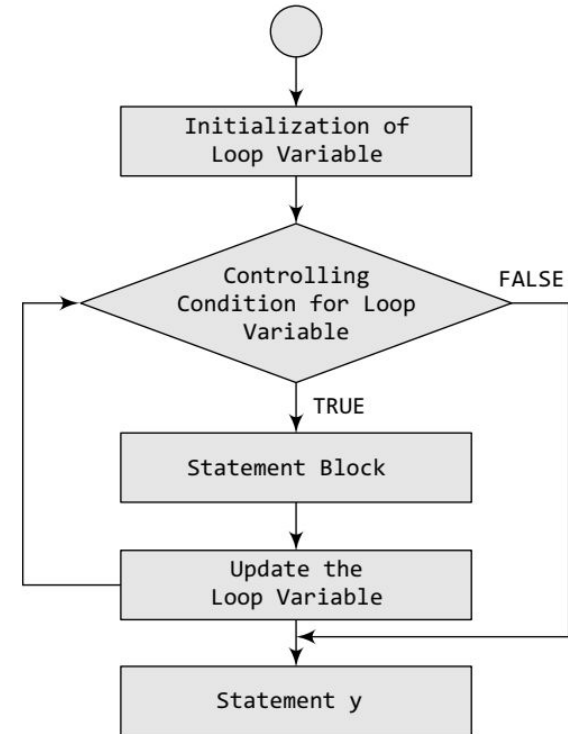 Initialization of
Loop Variable
Controlling
Condition for Loop
Variable
FALSE
TRUE
Statement Block
Update the
Loop Variable
Statement y